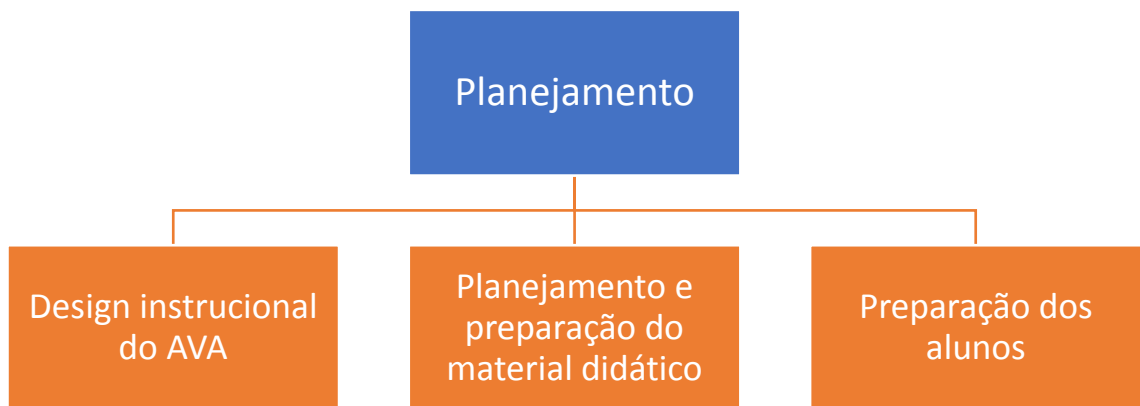 Planejamento
Design instrucional
do AVA
Planejamento e
preparação do
material didático
Preparação dos
alunos